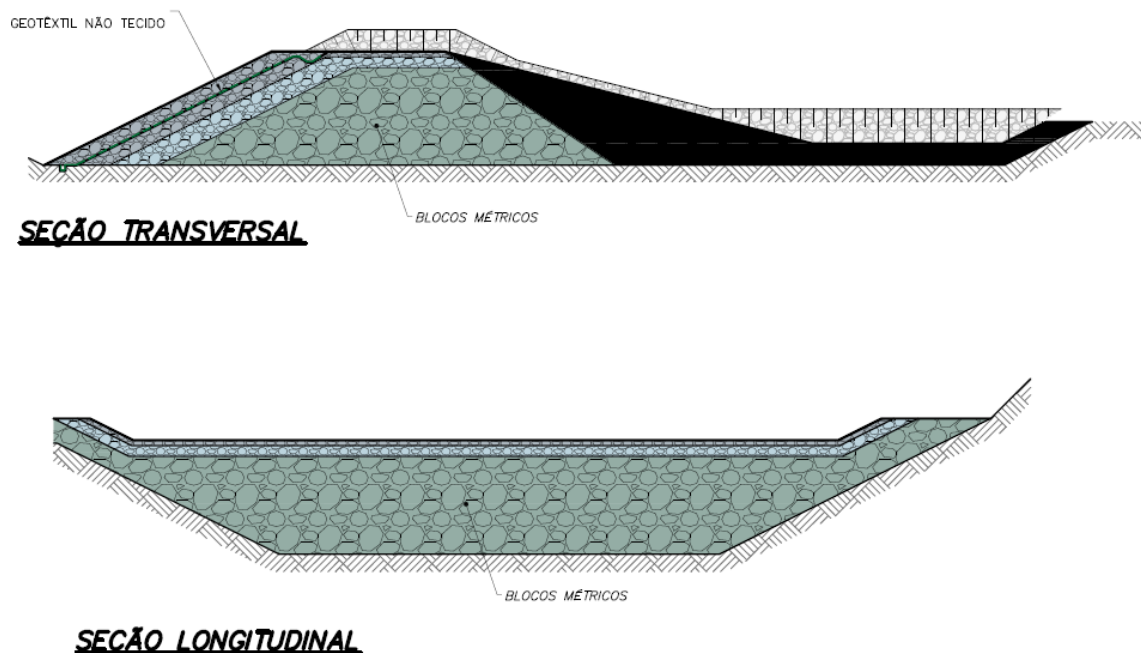 GEOTÊXTIL NÃO TECIDO
BLOCOS MÉTRICOS
SEÇÃO TRANSVERSAL
BLOCOS MÉTRICOS
SEÇÃO LONGITUDINAL